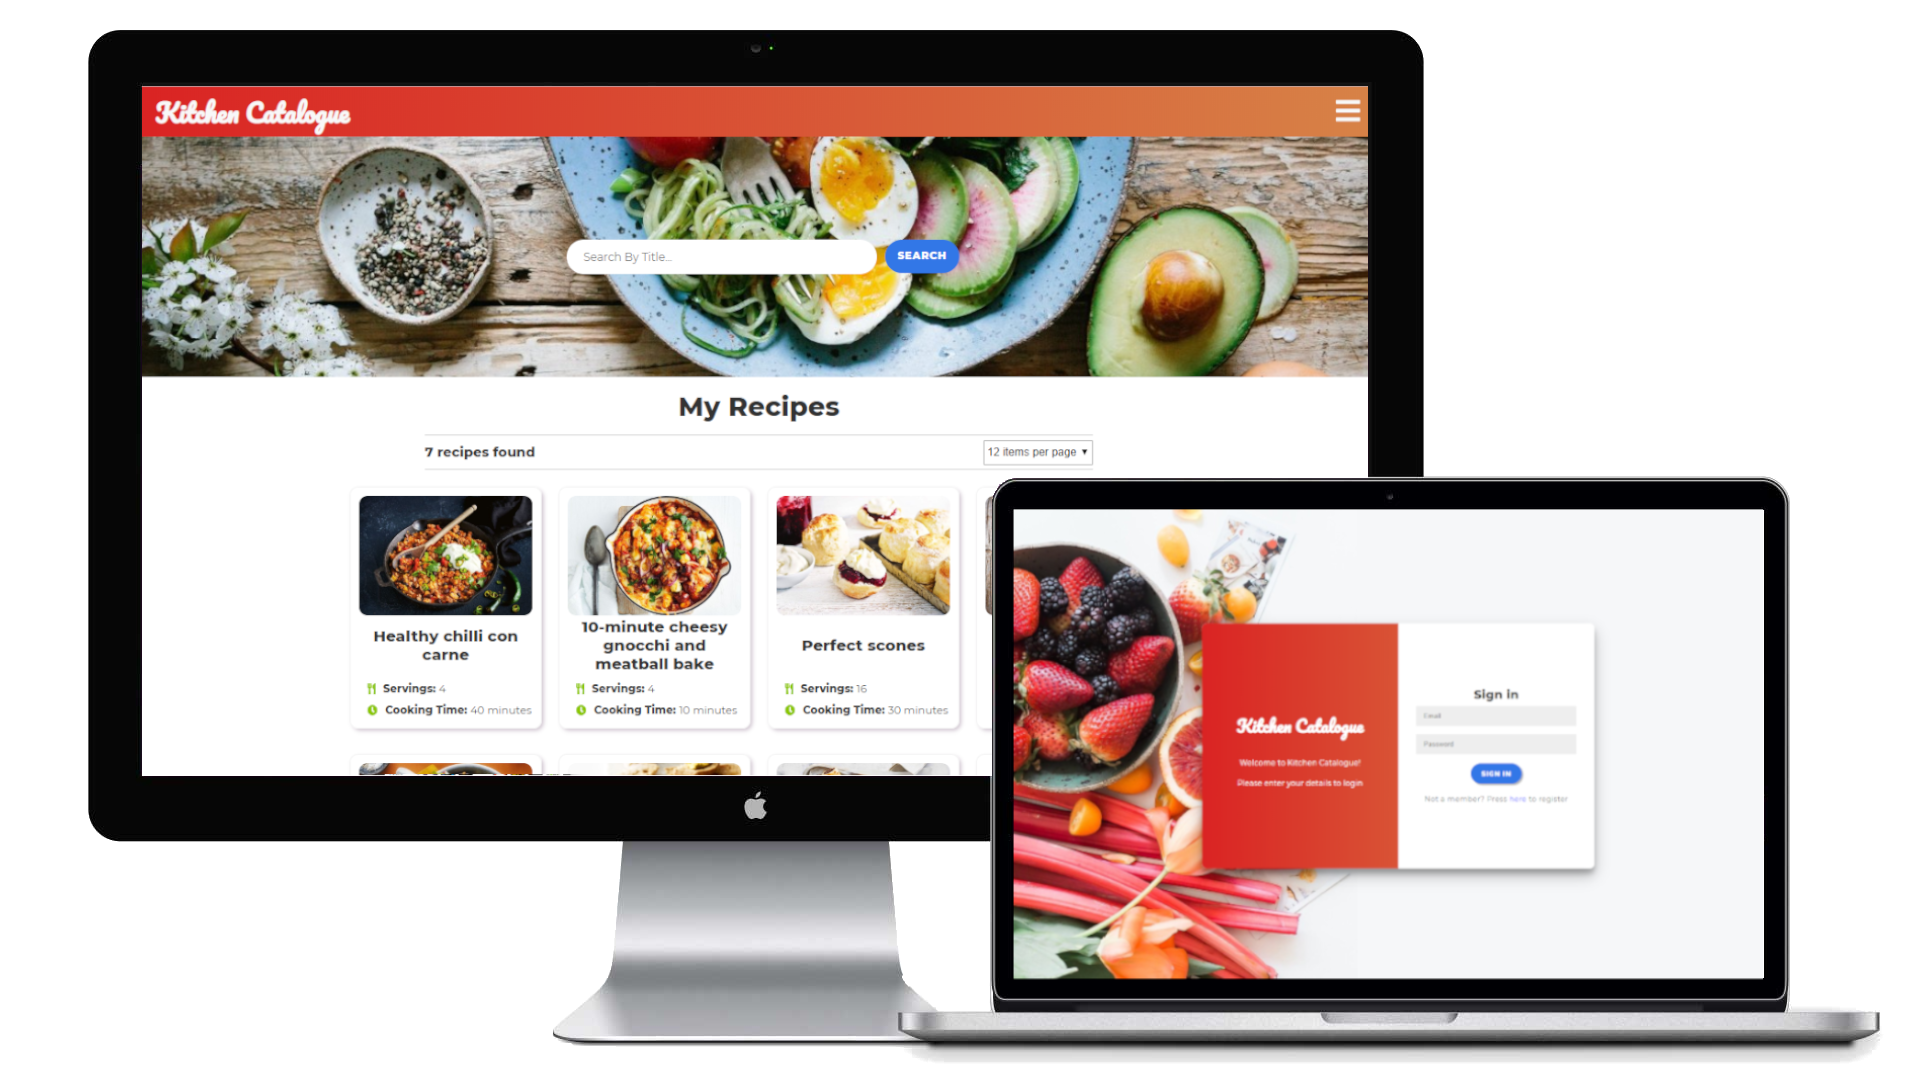 Kitchen Catalogue
Search By Title...
SEARCH
My Recipes
7 recipes found
12 items per page
Healthy chilli con
carne
Servings: 4
Cooking Time: 40 minutes
10-minute cheesy
gnocchi and
meatball bake
Servings: 4
Cooking Time: 10 minutes
Perfect scones
Servings: 16
Cooking Time: 30 minutes
Kitchen Catalogue
Welcome to Kitchen Catalogue!
Please enter your details to login
Sign in
Email
Password
SIGN IN
Not a member? Press here to register